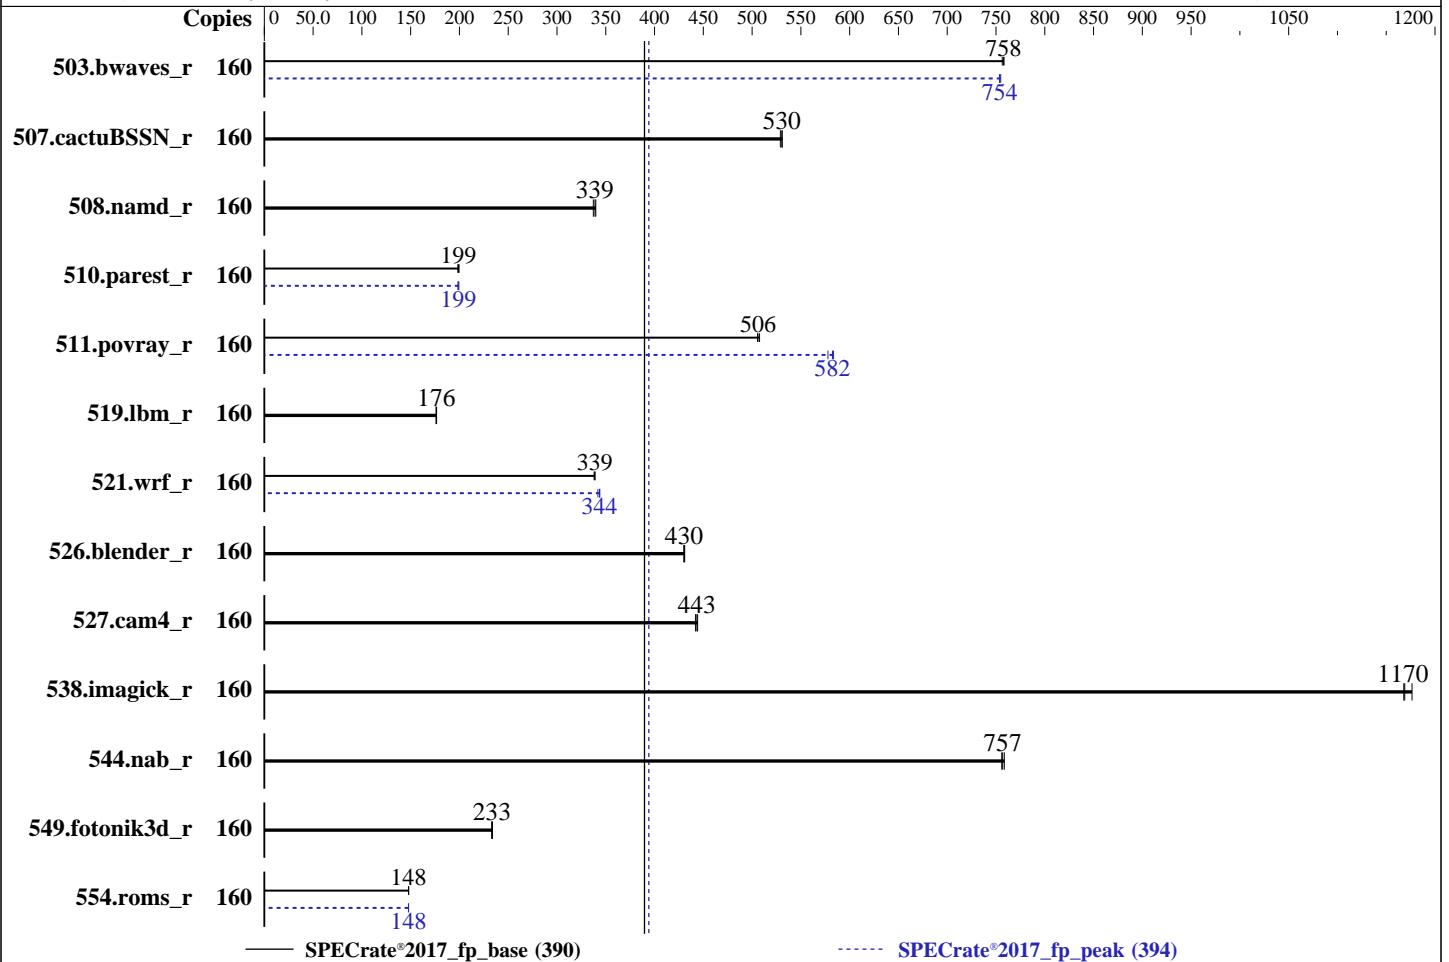 Copies 0 50.0 100 150 200 250 300 350 400 450 500 550 600 650 700 750 800 850 900 950 1050 1200
758
503.bwaves_r 160
754
530
507.cactuBSSN_r 160
339
508.namd_r 160
199
510.parest_r 160
199
506
511.povray_r 160
582
176
519.lbm_r 160
339
521.wrf_r 160
344
430
526.blender_r 160
443
527.cam4_r 160
1170
538.imagick_r 160
757
544.nab_r 160
233
549.fotonik3d_r 160
148
554.roms_r 160
148
SPECrate®2017_fp_base (390) SPECrate®2017_fp_peak (394)